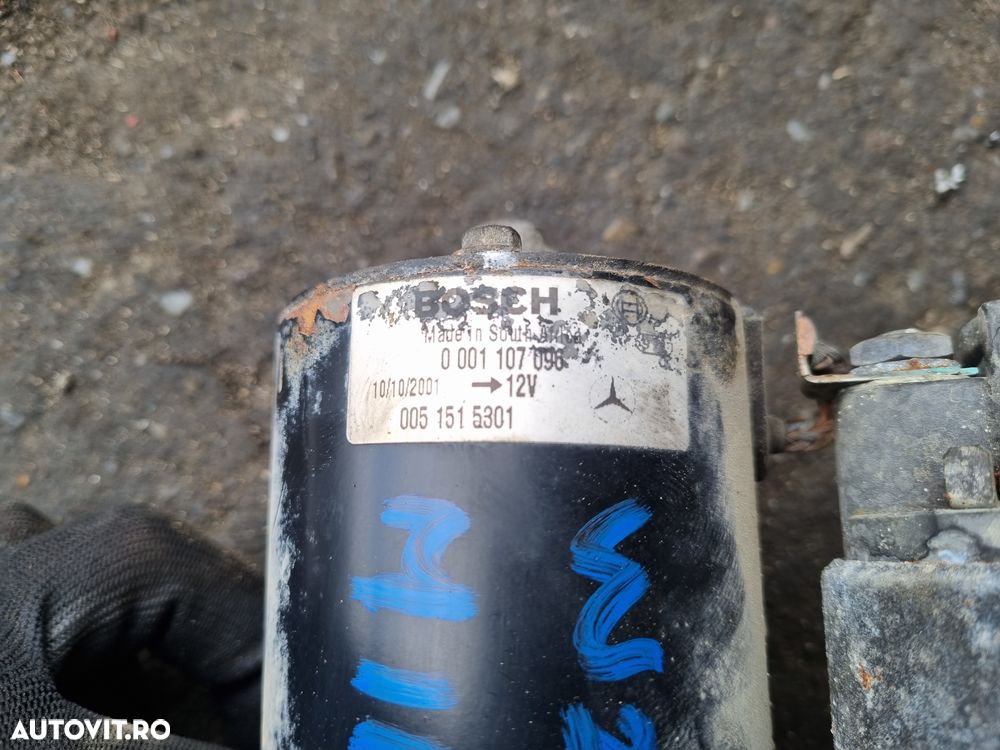 BOSCH
Made in South Africa
0 001 107 096
10/10/2001 → 12V
005 151 5301
AUTOVIT.RO